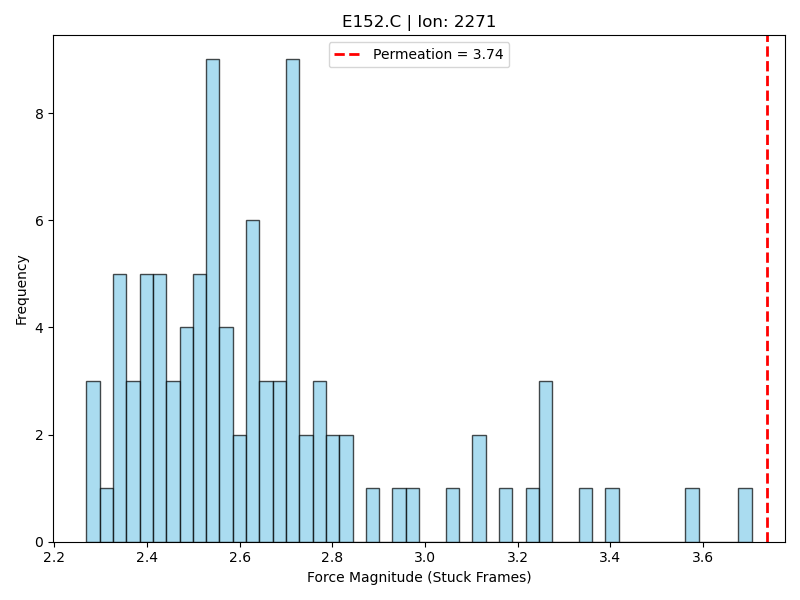 E152.C | Ion: 2271
Permeation = 3.74
Frequency
8
6
4
2
0
2.2 2.4 2.6 2.8 3.0 3.2 3.4 3.6
Force Magnitude (Stuck Frames)